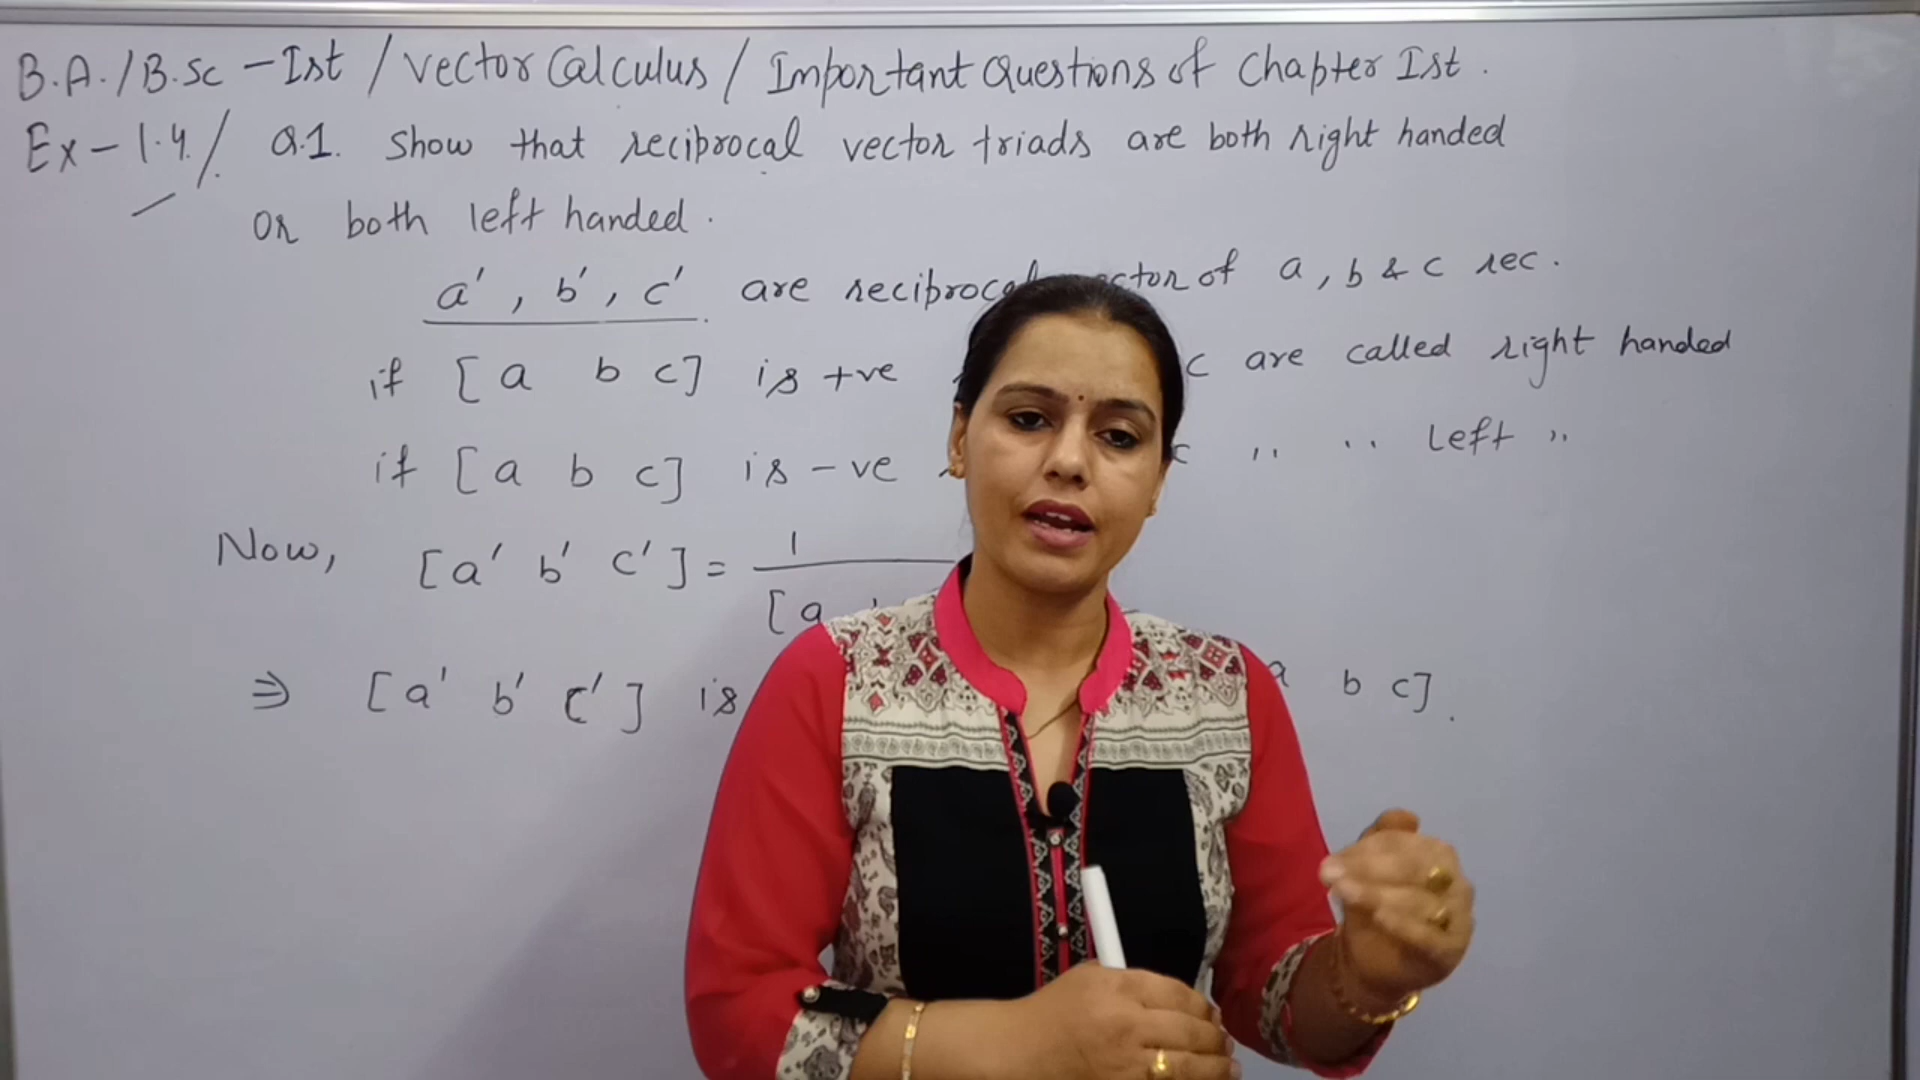 B.A./B.Sc - Ist / Vector Calculus / Important Questions of Chapter Ist.
Ex - 1.4/. Q.1. Show that reciprocal vector triads are both right handed
or both left handed.
a', b', c' are reciprocal vector of a, b & c rec.
if [a b c] is +ve c are called right handed
if [a b c] is -ve c ,, ,, Left ,,
Now, [a' b' c'] = 1
[a
⇒ [a' b' c'] is a b c].